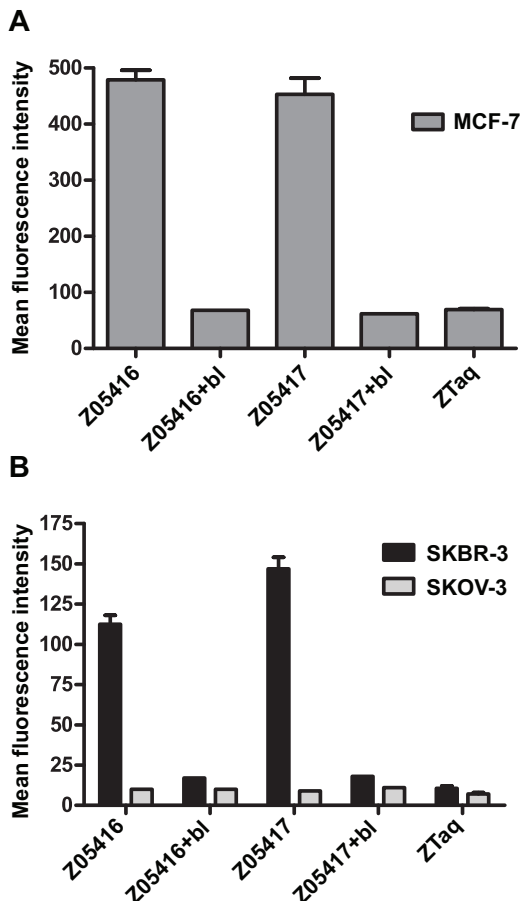 A
Mean fluorescence intensity
500
400
300
200
100
0
MCF-7
Z05416
Z05416+bl
Z05417
Z05417+bl
ZTaq
B
Mean fluorescence intensity
175
150
125
100
75
50
25
0
SKBR-3
SKOV-3
Z05416
Z05416+bl
Z05417
Z05417+bl
ZTaq